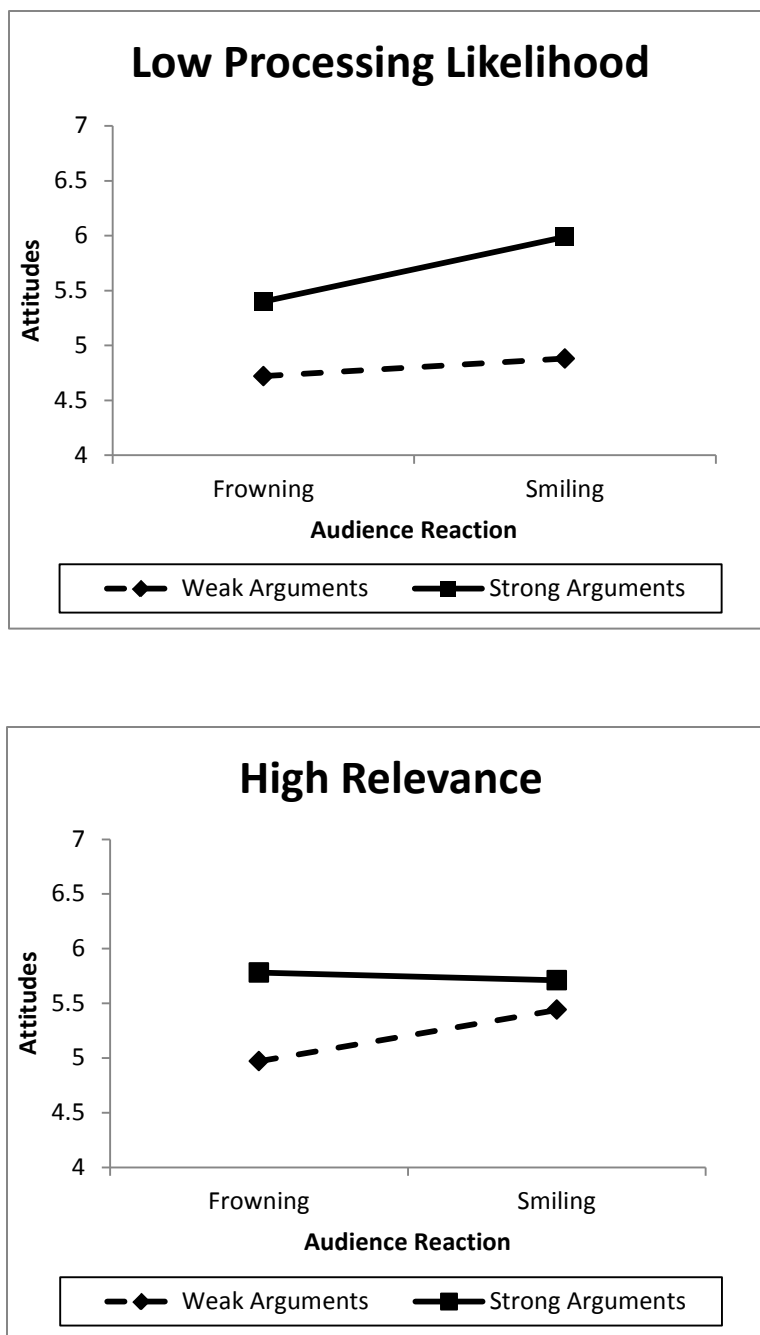 Low Processing Likelihood
7
6.5
6
5.5
5
4.5
4
Attitudes
Frowning Smiling
Audience Reaction
Weak Arguments Strong Arguments
High Relevance
7
6.5
6
5.5
5
4.5
4
Attitudes
Frowning Smiling
Audience Reaction
Weak Arguments Strong Arguments